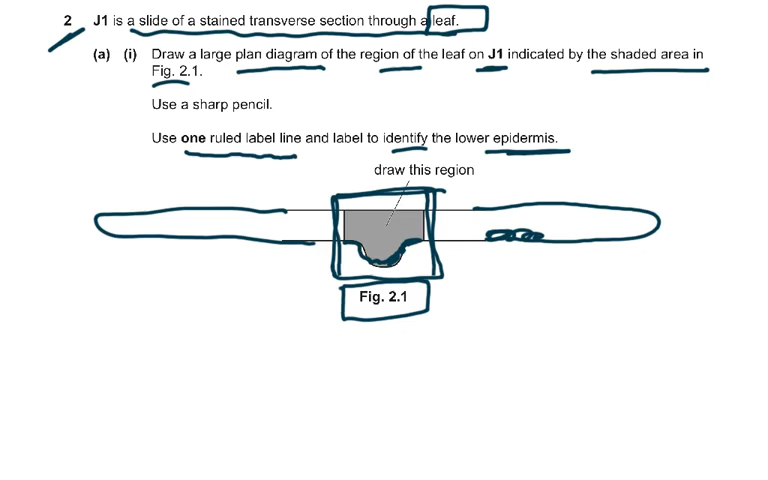 2 J1 is a slide of a stained transverse section through a leaf.
(a) (i) Draw a large plan diagram of the region of the leaf on J1 indicated by the shaded area in
Fig. 2.1.
Use a sharp pencil.
Use one ruled label line and label to identify the lower epidermis.
draw this region
Fig. 2.1